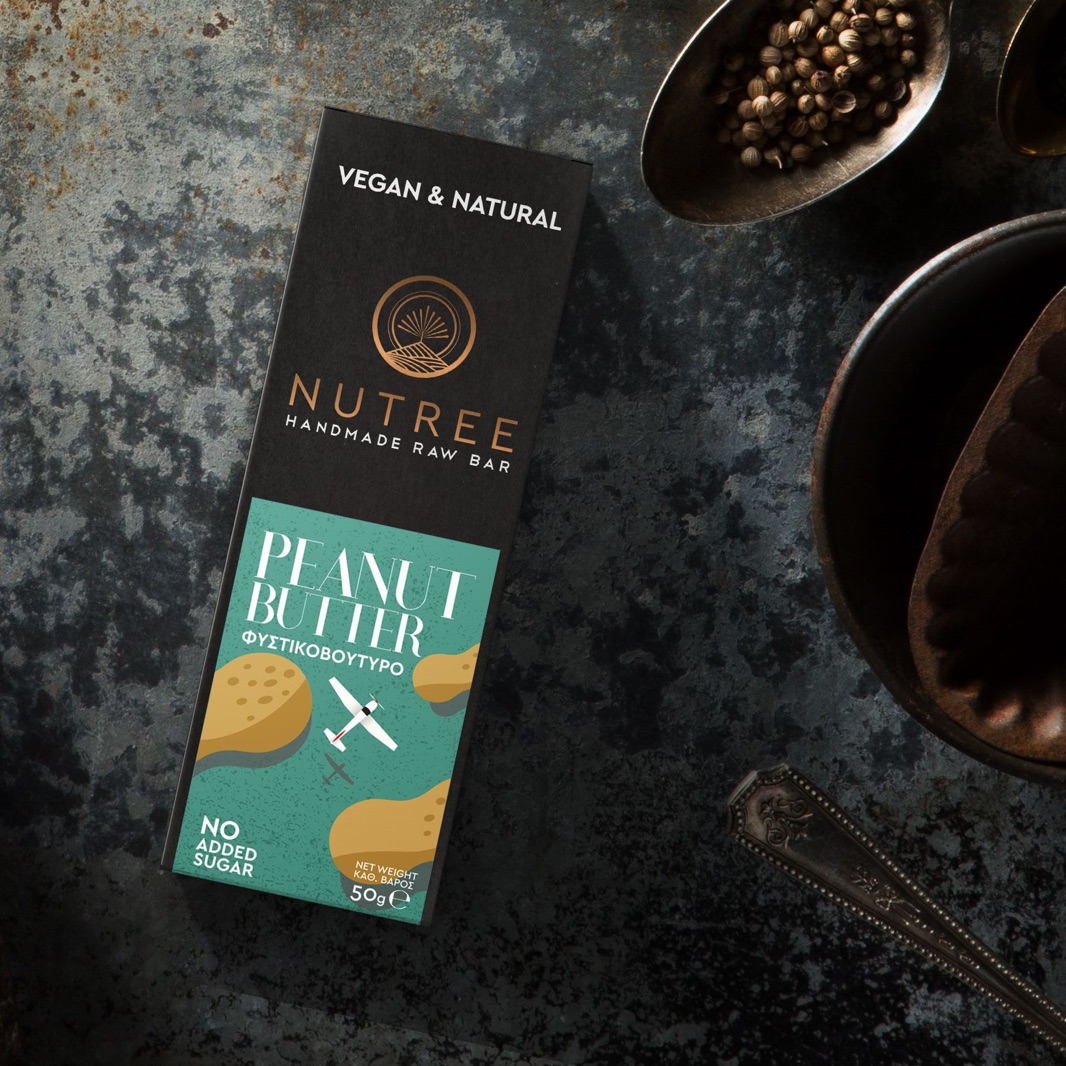 VEGAN & NATURAL
NUTREE
HANDMADE RAW BAR
PEANUT
BUTTER
ΦΥΣΤΙΚΟΒΟΥΤΥΡΟ
NO
ADDED
SUGAR
NET WEIGHT
ΚΑΘ. ΒΑΡΟΣ
50g ℮